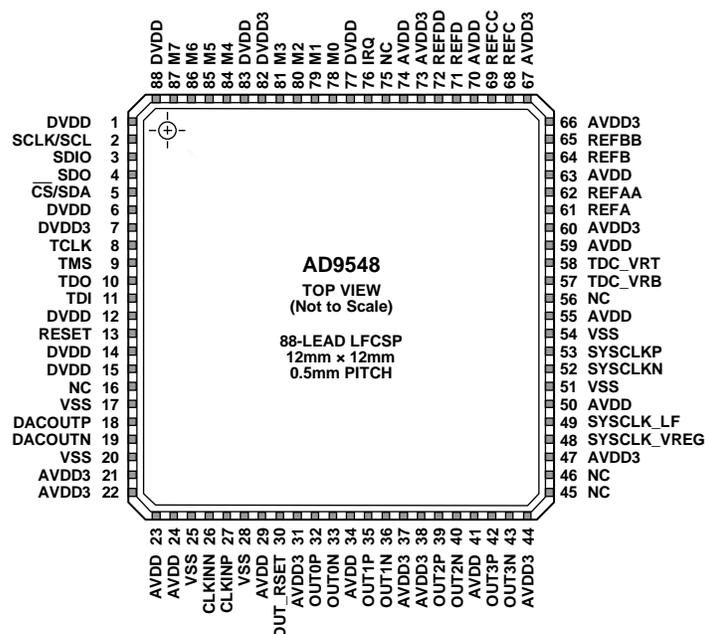 88 DVDD
87 M7
86 M6
85 M5
84 M4
83 DVDD
82 DVDD3
81 M3
80 M2
79 M1
78 M0
77 DVDD
76 IRQ
75 NC
74 AVDD
73 AVDD3
72 REFDD
71 REFD
70 AVDD
69 REFCC
68 REFC
67 AVDD3
DVDD 1
SCLK/SCL 2
SDIO 3
SDO 4
CS/SDA 5
DVDD 6
DVDD3 7
TCLK 8
TMS 9
TDO 10
TDI 11
DVDD 12
RESET 13
DVDD 14
DVDD 15
NC 16
VSS 17
DACOUTP 18
DACOUTN 19
VSS 20
AVDD3 21
AVDD3 22
AD9548
TOP VIEW
(Not to Scale)
88-LEAD LFCSP
12mm × 12mm
0.5mm PITCH
66 AVDD3
65 REFBB
64 REFB
63 AVDD
62 REFAA
61 REFA
60 AVDD3
59 AVDD
58 TDC_VRT
57 TDC_VRB
56 NC
55 AVDD
54 VSS
53 SYSCLKP
52 SYSCLKN
51 VSS
50 AVDD
49 SYSCLK_LF
48 SYSCLK_VREG
47 AVDD3
46 NC
45 NC
AVDD 23
AVDD 24
VSS 25
CLKINN 26
CLKINP 27
VSS 28
AVDD 29
OUT_RSET 30
AVDD3 31
OUT0P 32
OUT0N 33
AVDD 34
OUT1P 35
OUT1N 36
AVDD3 37
AVDD3 38
OUT2P 39
OUT2N 40
AVDD 41
OUT3P 42
OUT3N 43
AVDD3 44